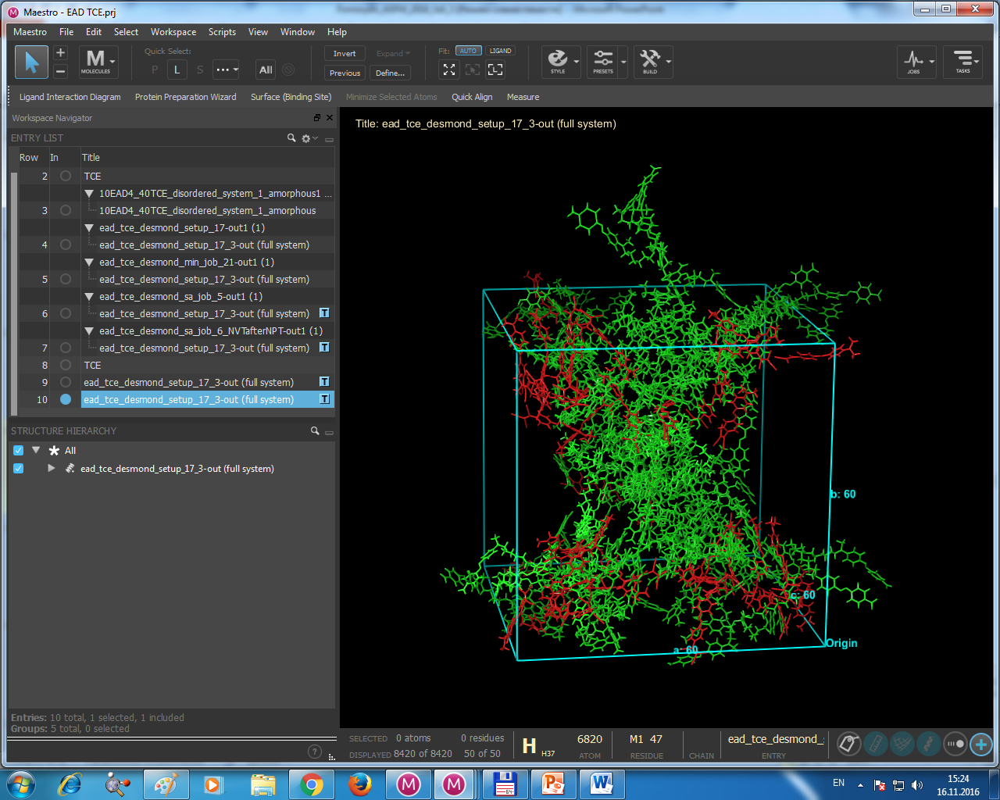 Maestro - EAD TCE.prj
Maestro File Edit Select Workspace Scripts View Window Help
M
MOLECULES
Quick Select:
P L S ... All
Invert Expand
Previous Define...
Fit: AUTO LIGAND
STYLE PRESETS BUILD JOBS TASKS
Ligand Interaction Diagram Protein Preparation Wizard Surface (Binding Site) Minimize Selected Atoms Quick Align Measure
Workspace Navigator
ENTRY LIST
Row In Title
2 TCE
10EAD4_40TCE_disordered_system_1_amorphous1 ...
3 10EAD4_40TCE_disordered_system_1_amorphous
ead_tce_desmond_setup_17-out1 (1)
4 ead_tce_desmond_setup_17_3-out (full system)
ead_tce_desmond_min_job_21-out1 (1)
5 ead_tce_desmond_setup_17_3-out (full system)
ead_tce_desmond_sa_job_5-out1 (1)
6 ead_tce_desmond_setup_17_3-out (full system) T
ead_tce_desmond_sa_job_6_NVTafterNPT-out1 (1)
7 ead_tce_desmond_setup_17_3-out (full system) T
8 TCE
9 ead_tce_desmond_setup_17_3-out (full system) T
10 ead_tce_desmond_setup_17_3-out (full system) T
STRUCTURE HIERARCHY
All
ead_tce_desmond_setup_17_3-out (full system)
Entries: 10 total, 1 selected, 1 included
Groups: 5 total, 0 selected
Title: ead_tce_desmond_setup_17_3-out (full system)
b: 60
c: 60
a: 60
Origin
SELECTED 0 atoms 0 residues
DISPLAYED 8420 of 8420 50 of 50
H H37
6820
ATOM
M1 47
RESIDUE
CHAIN
ead_tce_desmond_:
ENTRY
EN
15:24
16.11.2016